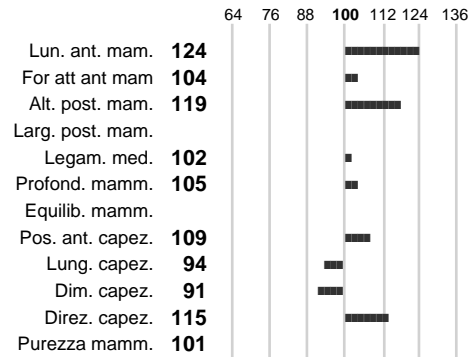 64 76 88 100 112 124 136
Lun. ant. mam. 124
For att ant mam 104
Alt. post. mam. 119
Larg. post. mam.
Legam. med. 102
Profond. mamm. 105
Equilib. mamm.
Pos. ant. capez. 109
Lung. capez. 94
Dim. capez. 91
Direz. capez. 115
Purezza mamm. 101